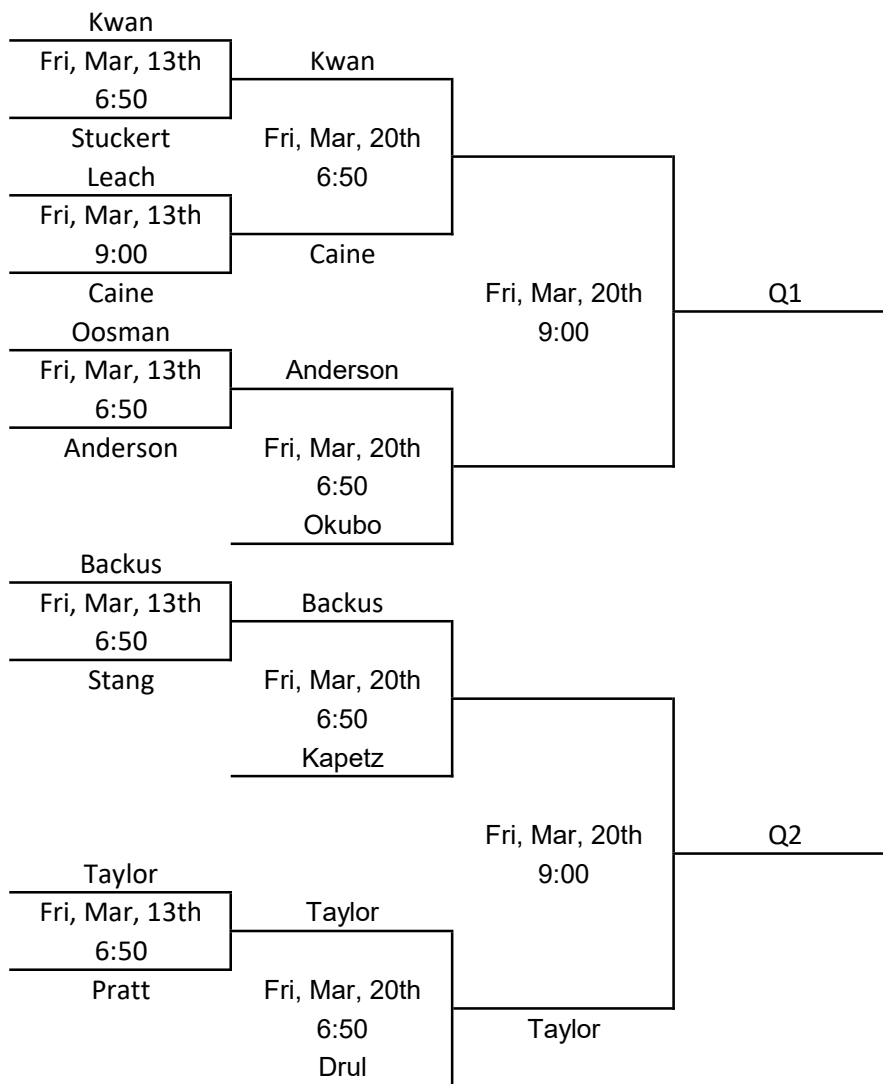 Kwan
Fri, Mar, 13th
Kwan
6:50
Stuckert
Fri, Mar, 20th
Leach
6:50
Fri, Mar, 13th
9:00
Caine
Caine
Fri, Mar, 20th
Q1
Oosman
9:00
Fri, Mar, 13th
Anderson
6:50
Anderson
Fri, Mar, 20th
6:50
Okubo
Backus
Fri, Mar, 13th
Backus
6:50
Stang
Fri, Mar, 20th
6:50
Kapetz
Fri, Mar, 20th
Q2
Taylor
9:00
Fri, Mar, 13th
Taylor
6:50
Pratt
Fri, Mar, 20th
6:50
Taylor
Drul